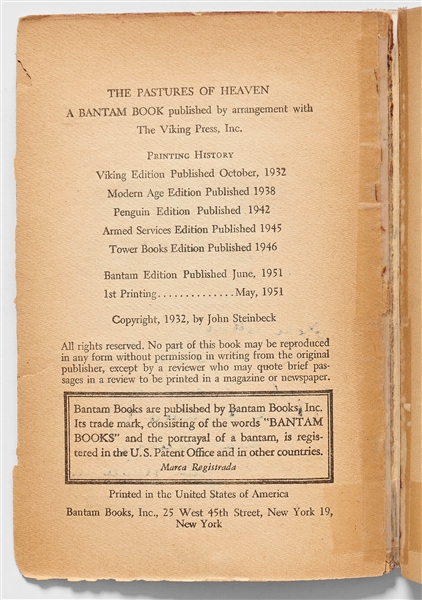 THE PASTURES OF HEAVEN
A BANTAM BOOK published by arrangement with
The Viking Press, Inc.
PRINTING HISTORY
Viking Edition Published October, 1932
Modern Age Edition Published 1938
Penguin Edition Published 1942
Armed Services Edition Published 1945
Tower Books Edition Published 1946
Bantam Edition Published June, 1951
1st Printing.............May, 1951
Copyright, 1932, by John Steinbeck
All rights reserved. No part of this book may be reproduced
in any form without permission in writing from the original
publisher, except by a reviewer who may quote brief pas-
sages in a review to be printed in a magazine or newspaper.
Bantam Books are published by Bantam Books, Inc.
Its trade mark, consisting of the words "BANTAM
BOOKS" and the portrayal of a bantam, is regis-
tered in the U.S. Patent Office and in other countries.
Marca Registrada
Printed in the United States of America
Bantam Books, Inc., 25 West 45th Street, New York 19,
New York